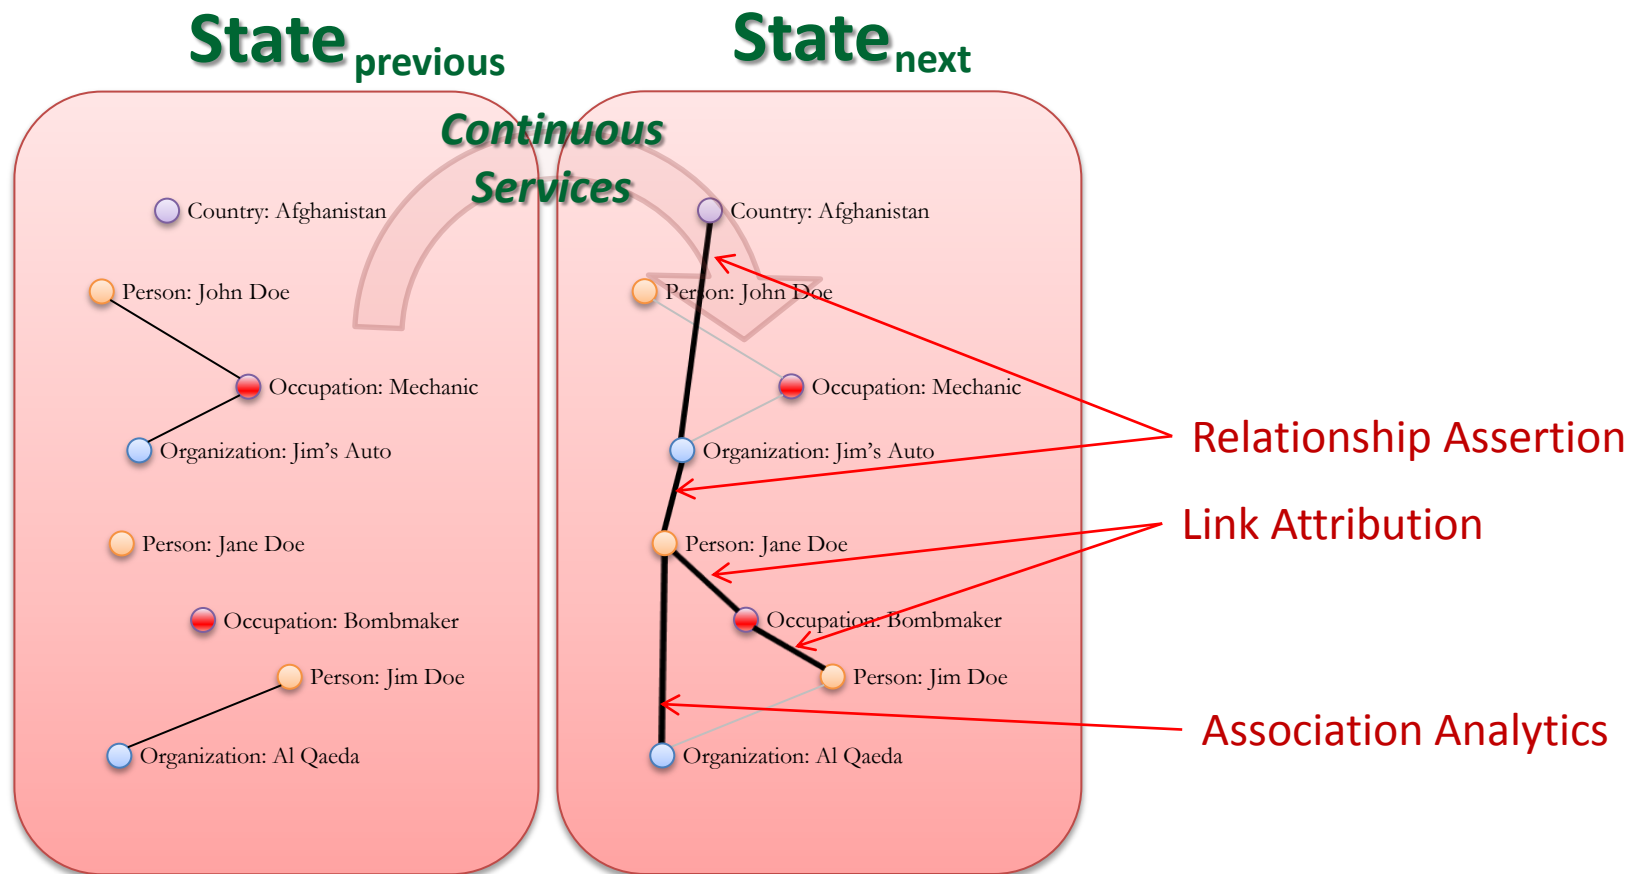 State previous
State next
Continuous
Services
Country: Afghanistan
Person: John Doe
Occupation: Mechanic
Organization: Jim's Auto
Person: Jane Doe
Occupation: Bombmaker
Person: Jim Doe
Organization: Al Qaeda
Country: Afghanistan
Person: John Doe
Occupation: Mechanic
Organization: Jim's Auto
Person: Jane Doe
Occupation: Bombmaker
Person: Jim Doe
Organization: Al Qaeda
Relationship Assertion
Link Attribution
Association Analytics